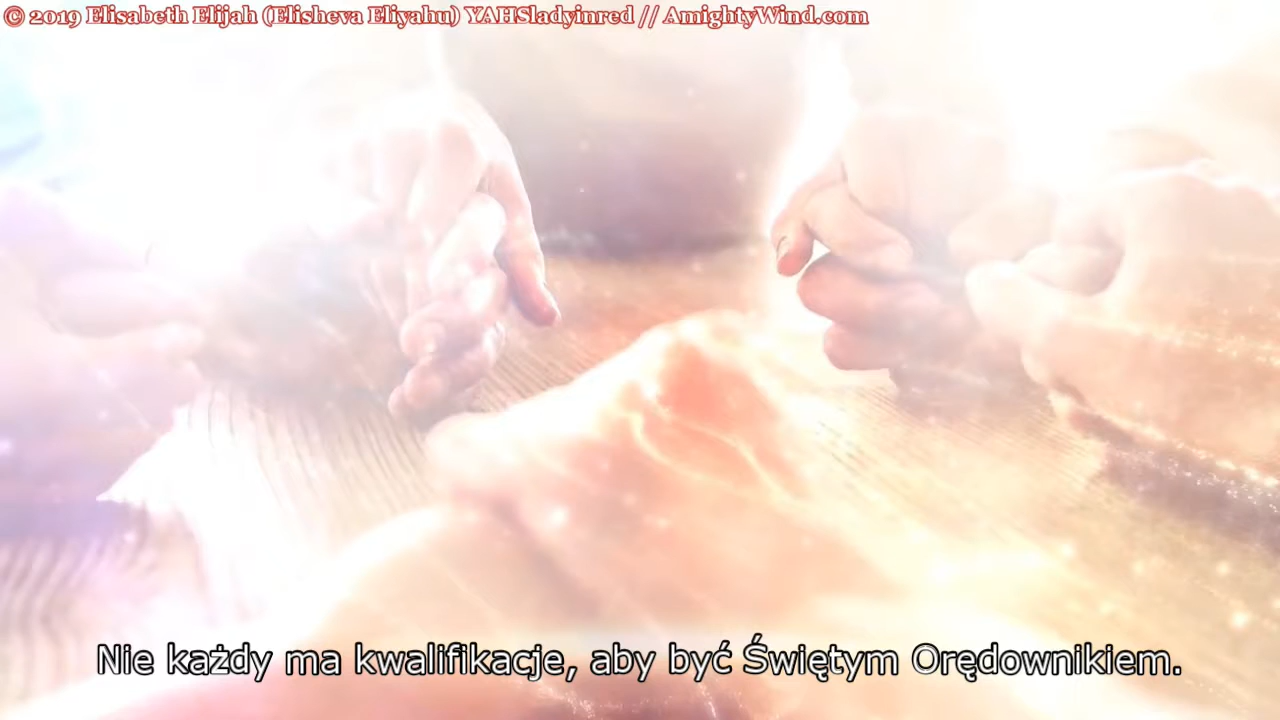 © 2019 Elisabeth Elijah (Elisheva Eliyahu) YAHSladyinred // AmightyWind.com
Nie każdy ma kwalifikacje, aby być Świętym Orędownikiem.